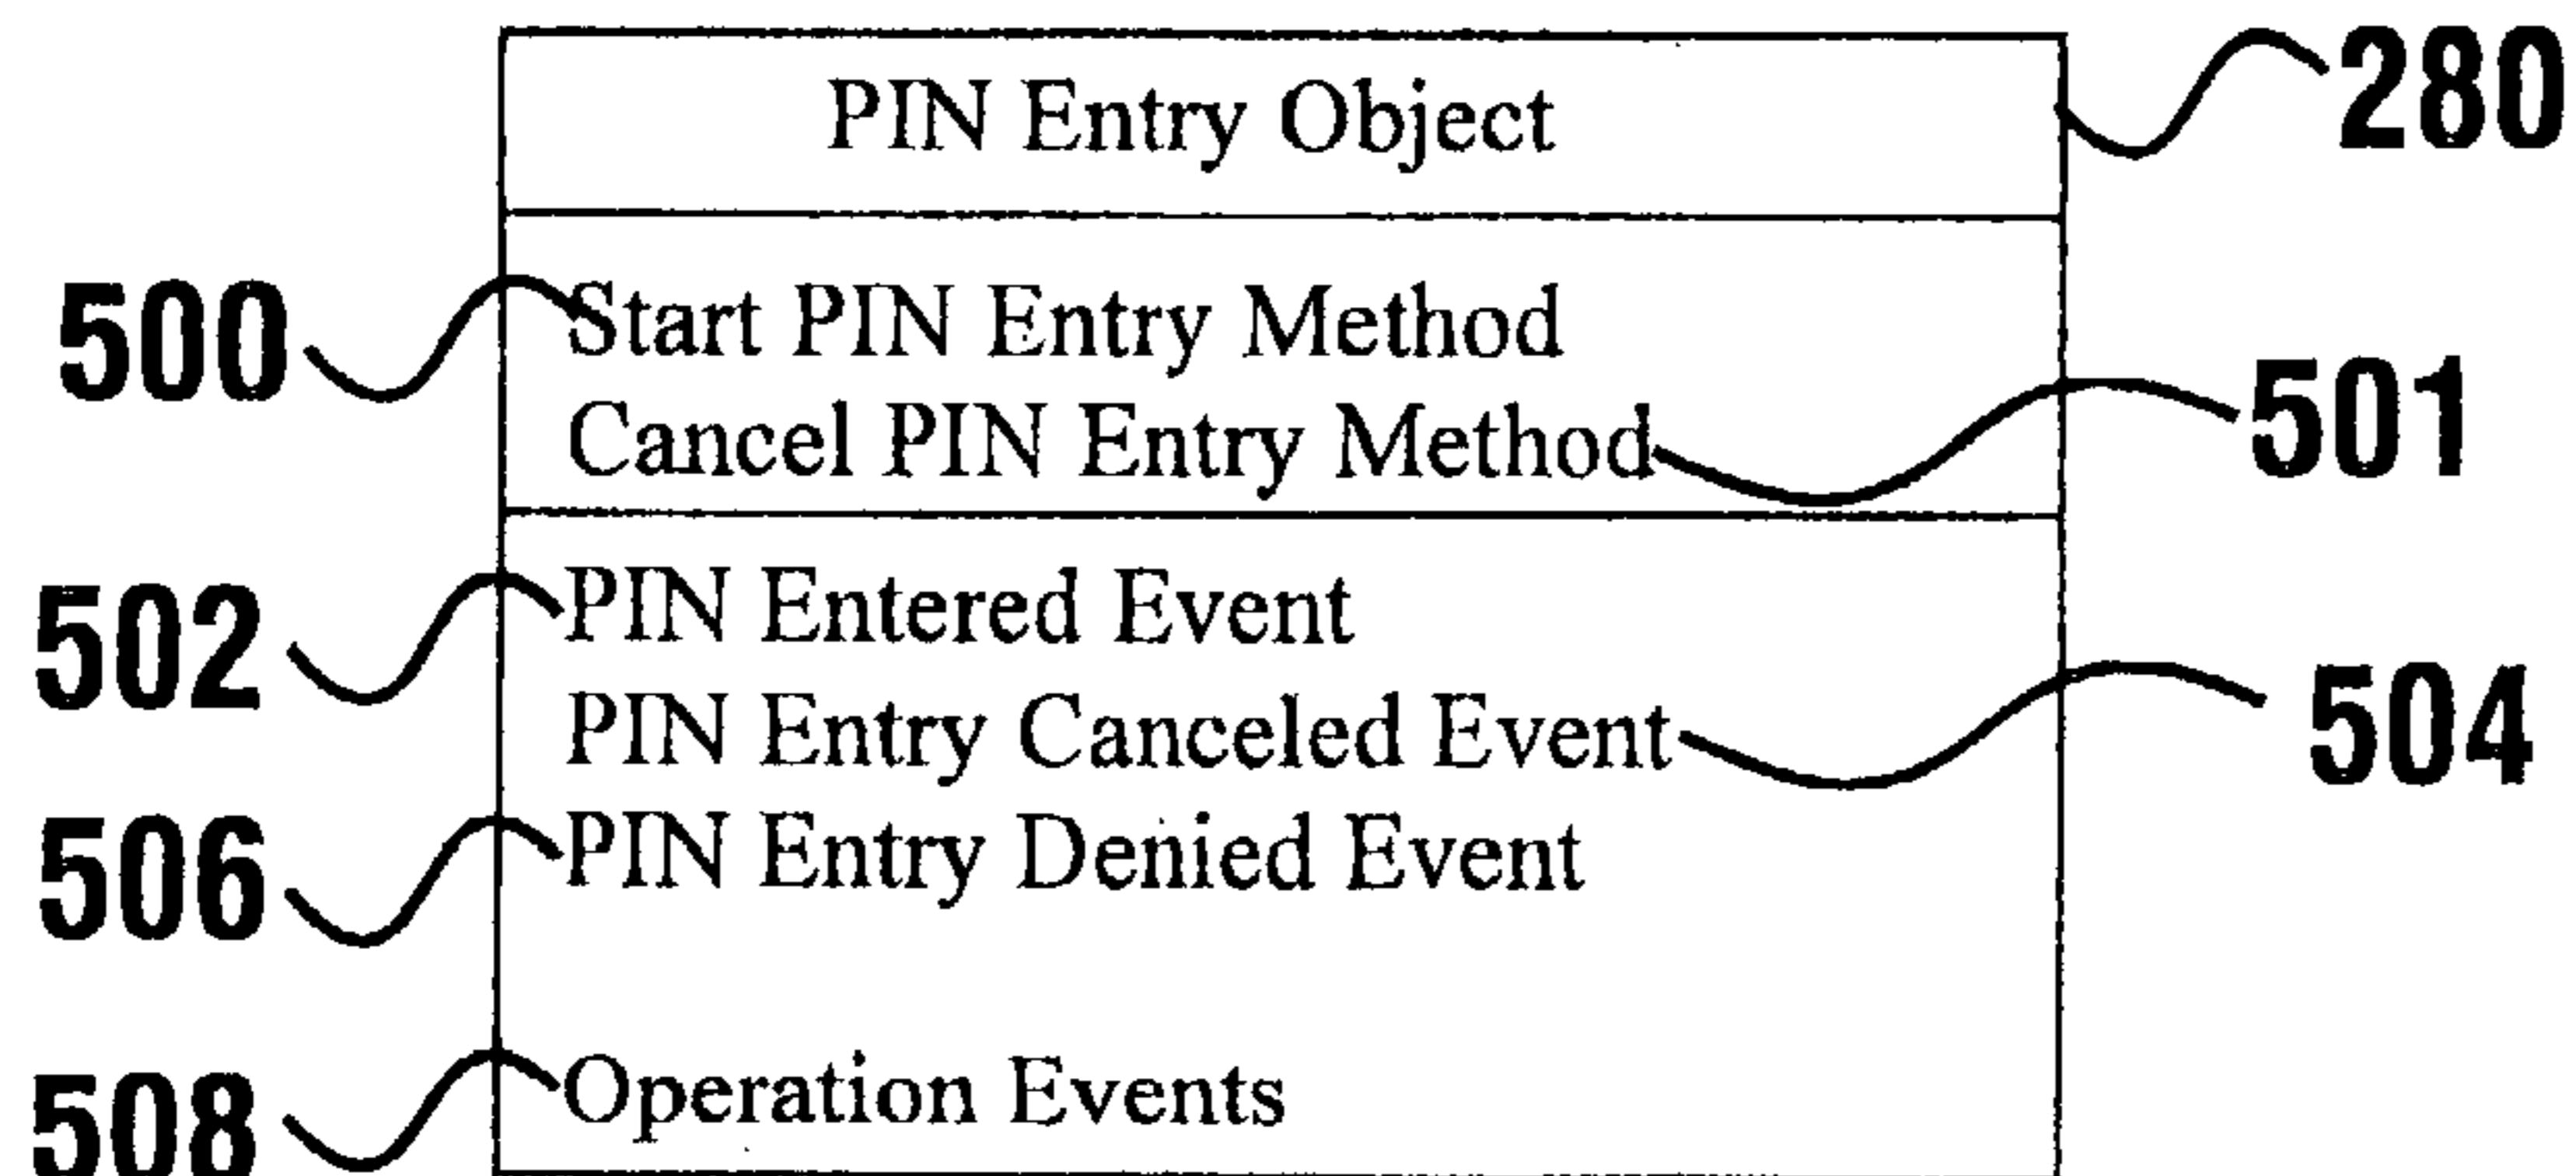 PIN Entry Object 280
500 Start PIN Entry Method
Cancel PIN Entry Method 501
502 PIN Entered Event
PIN Entry Canceled Event 504
506 PIN Entry Denied Event
508 Operation Events